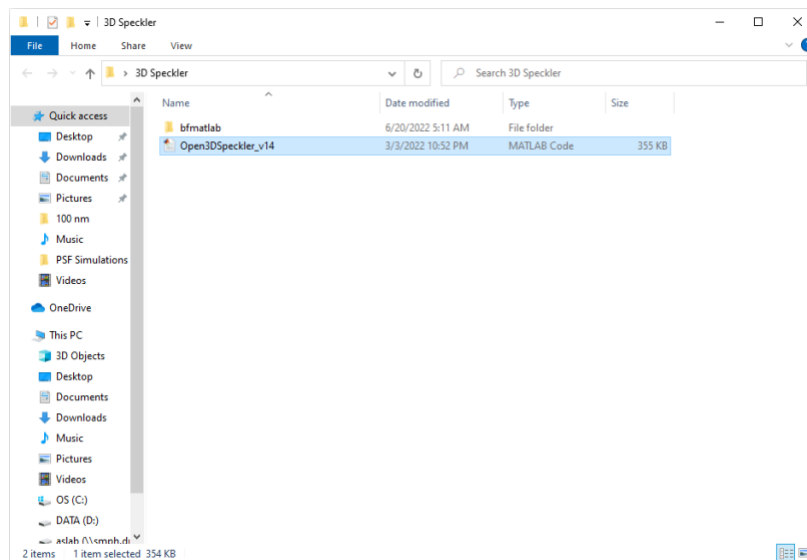 3D Speckler
File Home Share View
3D Speckler Search 3D Speckler
Name Date modified Type Size
Quick access
Desktop
Downloads
Documents
Pictures
100 nm
Music
PSF Simulations
Videos
OneDrive
This PC
3D Objects
Desktop
Documents
Downloads
Music
Pictures
Videos
OS (C:)
DATA (D:)
bfmatlab 6/20/2022 5:11 AM File folder
Open3DSpeckler_v14 3/3/2022 10:52 PM MATLAB Code 355 KB
2 items 1 item selected 354 KB